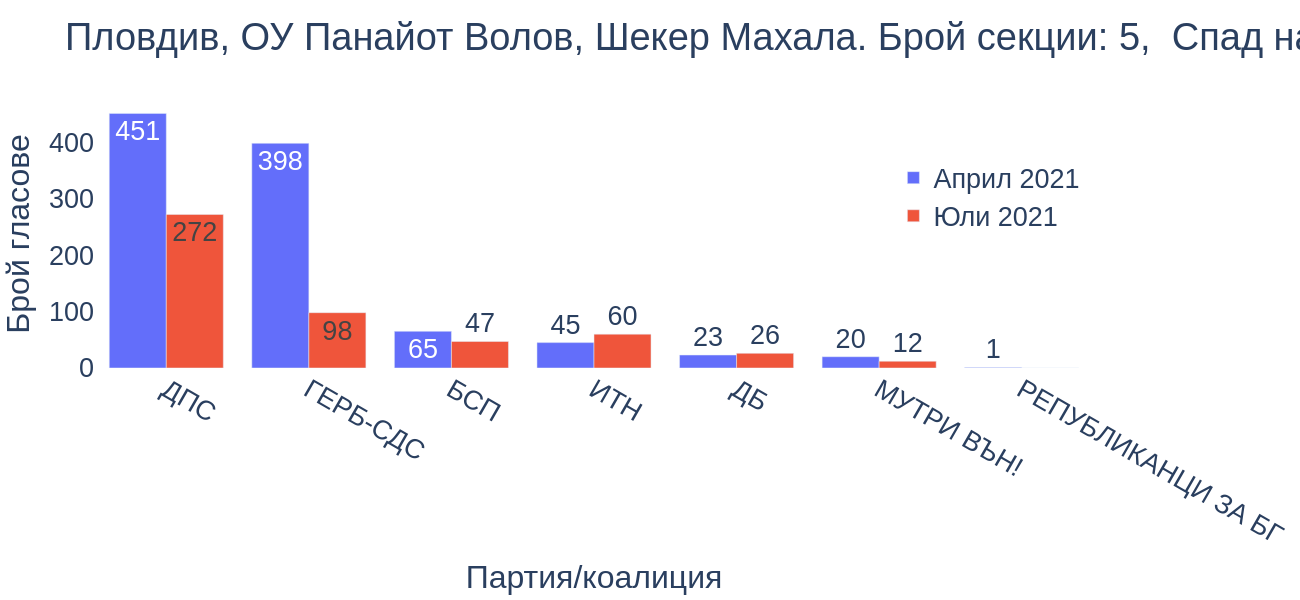 Пловдив, ОУ Панайот Волов, Шекер Махала. Брой секции: 5, Спад
Брой гласове
400
300
200
100
0
451
272
398
98
65
47
45
60
23
26
20
12
1
Април 2021
Юли 2021
ДПС
ГЕРБ-СДС
БСП
ИТН
ДБ
МУТРИ ВЪН!
РЕПУБЛИКАНЦИ ЗА БГ
Партия/коалиция